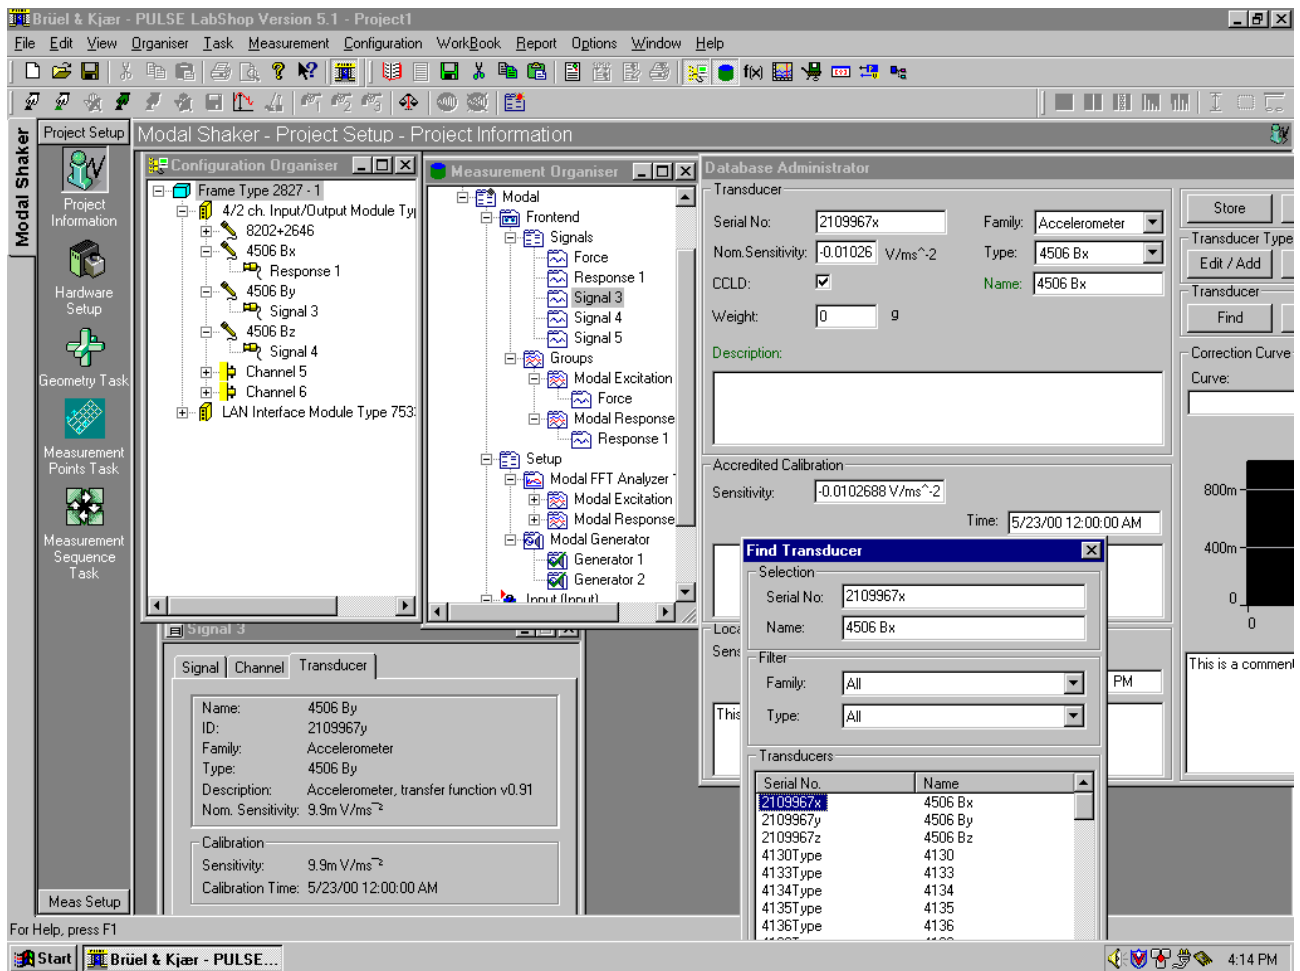 Brüel & Kjær - PULSE LabShop Version 5.1 - Project1
File Edit View Organiser Task Measurement Configuration WorkBook Report Options Window Help
Modal Shaker
Project Setup
Modal Shaker - Project Setup - Project Information
Project
Information
Hardware
Setup
Geometry Task
Measurement
Points Task
Measurement
Sequence
Task
Meas Setup
Configuration Organiser
Frame Type 2827 - 1
4/2 ch. Input/Output Module Ty
8202+2646
4506 Bx
Response 1
4506 By
Signal 3
4506 Bz
Signal 4
Channel 5
Channel 6
LAN Interface Module Type 753
Measurement Organiser
Modal
Frontend
Signals
Force
Response 1
Signal 3
Signal 4
Signal 5
Groups
Modal Excitation
Force
Modal Response
Response 1
Setup
Modal FFT Analyzer
Modal Excitation
Modal Response
Modal Generator
Generator 1
Generator 2
Input (Input)
Signal 3
Signal Channel Transducer
Name: 4506 By
ID: 2109967y
Family: Accelerometer
Type: 4506 By
Description: Accelerometer, transfer function v0.91
Nom. Sensitivity: 9.9m V/ms⁻²
Calibration
Sensitivity: 9.9m V/ms⁻²
Calibration Time: 5/23/00 12:00:00 AM
Database Administrator
Transducer
Serial No: 2109967x Family: Accelerometer
Nom.Sensitivity: -0.01026 V/ms^-2 Type: 4506 Bx
CCLD: Name: 4506 Bx
Weight: 0 g
Description:
Accredited Calibration
Sensitivity: -0.0102688 V/ms^-2
Time: 5/23/00 12:00:00 AM
Loca
Sens
PM
This
Store
Transducer Type
Edit / Add
Transducer
Find
Correction Curve
Curve:
800m
400m
0
0
This is a comment
Find Transducer
Selection
Serial No: 2109967x
Name: 4506 Bx
Filter
Family: All
Type: All
Transducers
Serial No. Name
2109967x 4506 Bx
2109967y 4506 By
2109967z 4506 Bz
4130Type 4130
4133Type 4133
4134Type 4134
4135Type 4135
4136Type 4136
For Help, press F1
Start Brüel & Kjær - PULSE... 4:14 PM